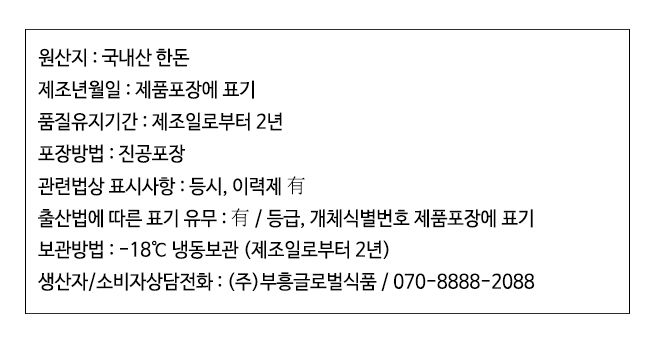 원산지 : 국내산 한돈
제조년월일 : 제품포장에 표기
품질유지기간 : 제조일로부터 2년
포장방법 : 진공포장
관련법상 표시사항 : 등시, 이력제 有
출산법에 따른 표기 유무 : 有 / 등급, 개체식별번호 제품포장에 표기
보관방법 : -18℃ 냉동보관 (제조일로부터 2년)
생산자/소비자상담전화 : (주)부흥글로벌식품 / 070-8888-2088